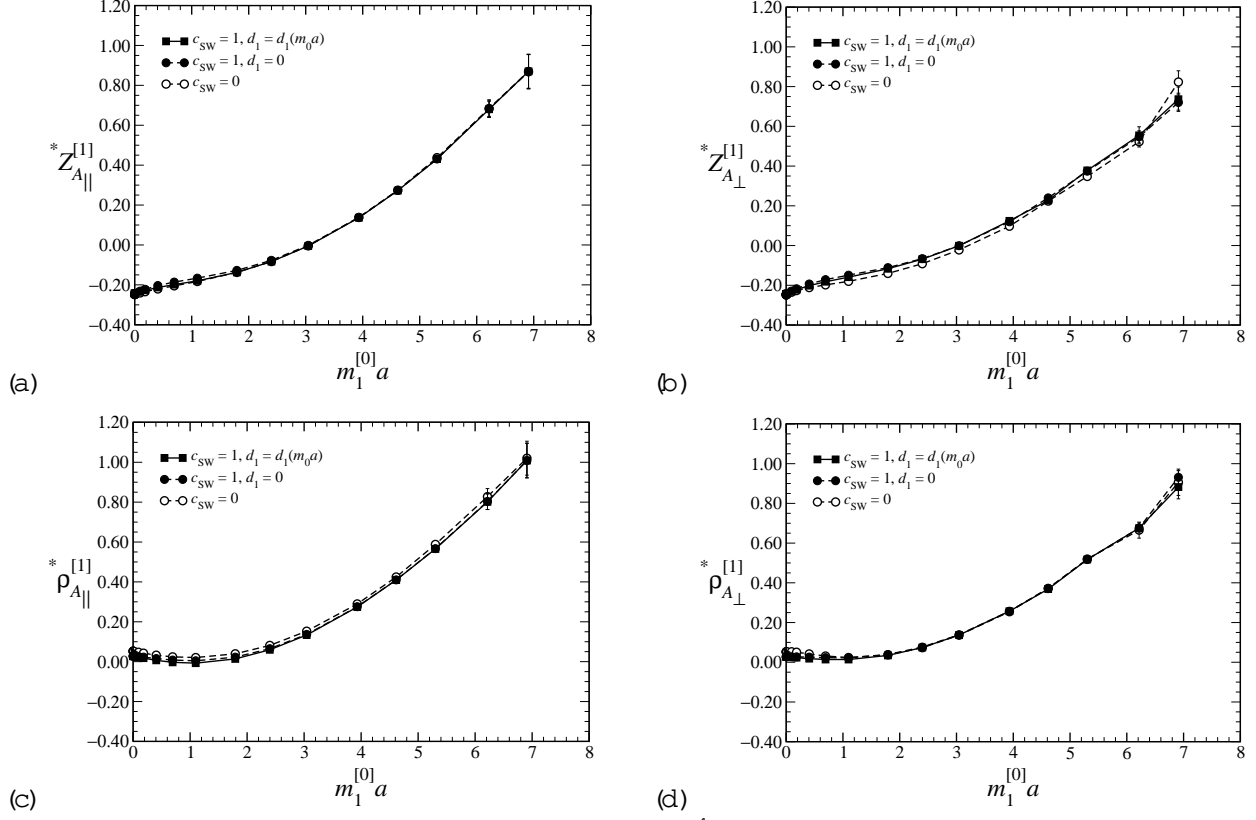 1.20
1.00
0.80
0.60
0.40
0.20
0.00
−0.20
−0.40
c_SW = 1, d_1 = d_1(m_0a)
c_SW = 1, d_1 = 0
c_SW = 0
*Z_{A_||}^{[1]}
0 1 2 3 4 5 6 7 8
m_1^{[0]} a
(a)
1.20
1.00
0.80
0.60
0.40
0.20
0.00
−0.20
−0.40
c_SW = 1, d_1 = d_1(m_0a)
c_SW = 1, d_1 = 0
c_SW = 0
*Z_{A_⊥}^{[1]}
0 1 2 3 4 5 6 7 8
m_1^{[0]} a
(b)
1.20
1.00
0.80
0.60
0.40
0.20
0.00
−0.20
−0.40
c_SW = 1, d_1 = d_1(m_0a)
c_SW = 1, d_1 = 0
c_SW = 0
*ρ_{A_||}^{[1]}
0 1 2 3 4 5 6 7 8
m_1^{[0]} a
(c)
1.20
1.00
0.80
0.60
0.40
0.20
0.00
−0.20
−0.40
c_SW = 1, d_1 = d_1(m_0a)
c_SW = 1, d_1 = 0
c_SW = 0
*ρ_{A_⊥}^{[1]}
0 1 2 3 4 5 6 7 8
m_1^{[0]} a
(d)